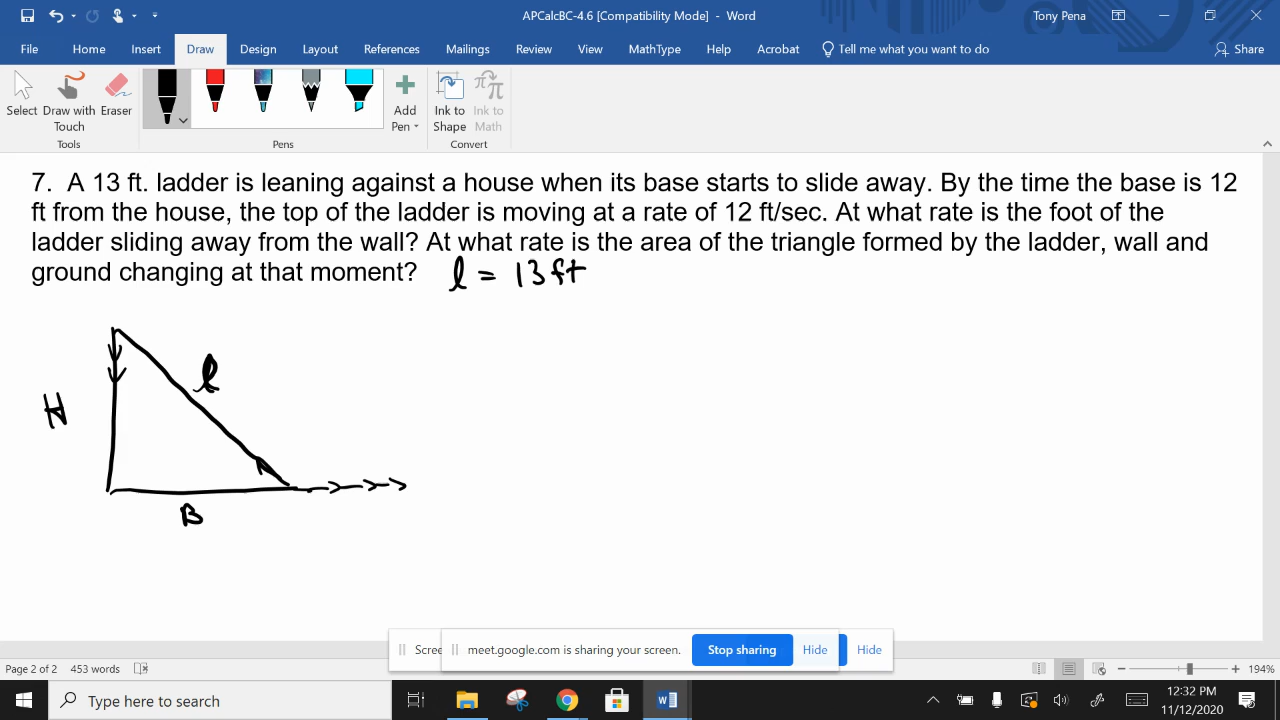 APCalcBC-4.6 [Compatibility Mode] - Word
Tony Pena
File Home Insert Draw Design Layout References Mailings Review View MathType Help Acrobat Tell me what you want to do Share
Select
Draw with Touch
Eraser
Add Pen
Ink to Shape
Ink to Math
Tools
Pens
Convert
7. A 13 ft. ladder is leaning against a house when its base starts to slide away. By the time the base is 12
ft from the house, the top of the ladder is moving at a rate of 12 ft/sec. At what rate is the foot of the
ladder sliding away from the wall? At what rate is the area of the triangle formed by the ladder, wall and
ground changing at that moment? l = 13 ft
l
H
B
Scree
meet.google.com is sharing your screen. Stop sharing Hide Hide
Page 2 of 2 453 words 194%
Type here to search
12:32 PM
11/12/2020